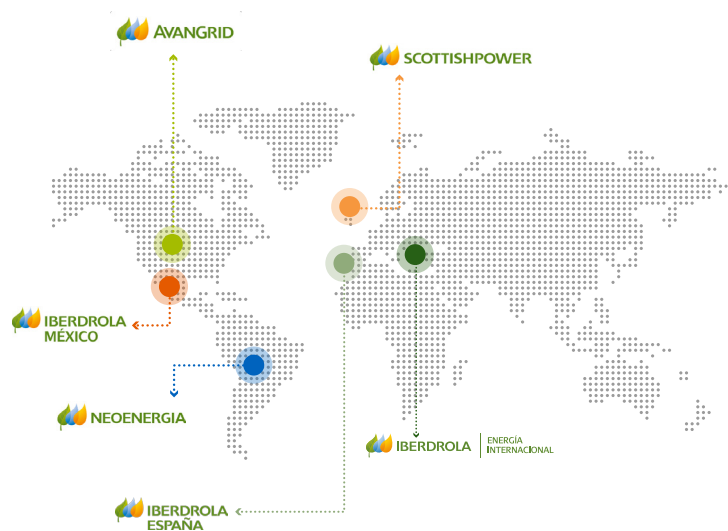 AVANGRID
SCOTTISHPOWER
IBERDROLA
MÉXICO
NEOENERGIA
IBERDROLA
ENERGÍA
INTERNACIONAL
IBERDROLA
ESPAÑA